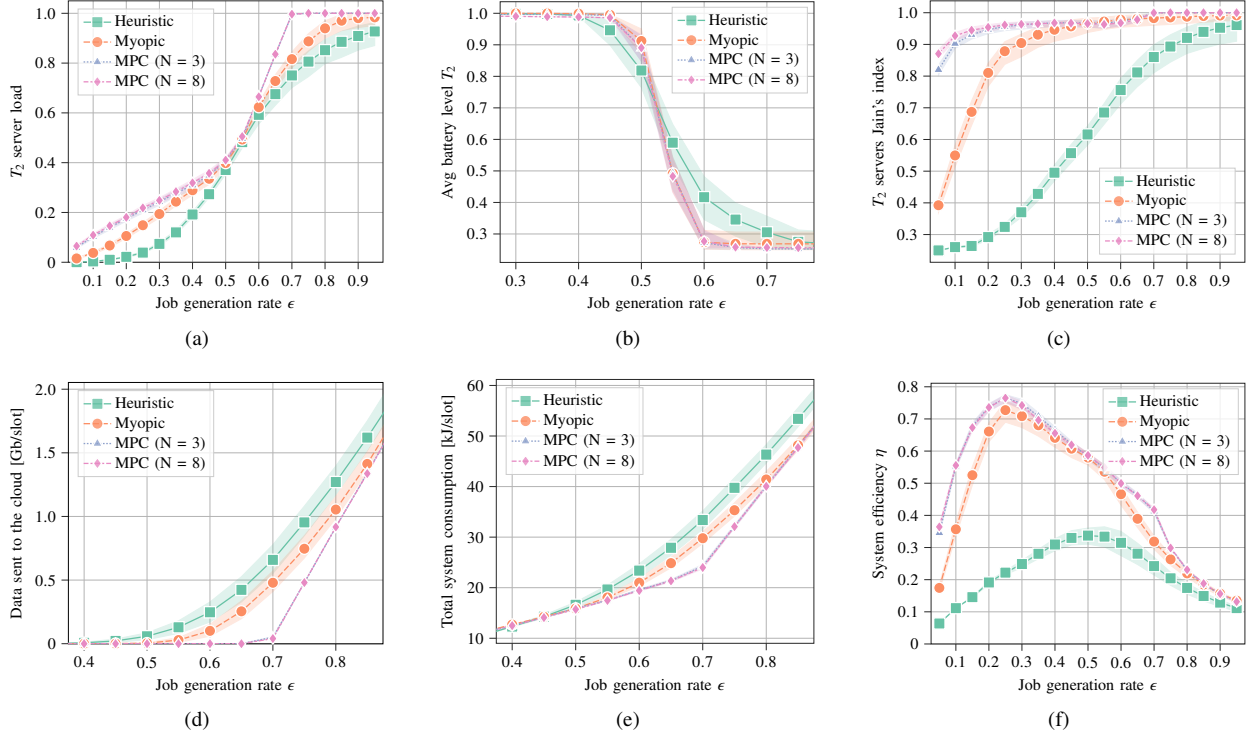 T2 server load
1.0
0.8
0.6
0.4
0.2
0
Heuristic
Myopic
MPC (N = 3)
MPC (N = 8)
0.1 0.2 0.3 0.4 0.5 0.6 0.7 0.8 0.9
Job generation rate ϵ
(a)
Avg battery level T2
1.0
0.9
0.8
0.7
0.6
0.5
0.4
0.3
Heuristic
Myopic
MPC (N = 3)
MPC (N = 8)
0.3 0.4 0.5 0.6 0.7
Job generation rate ϵ
(b)
T2 servers Jain's index
1.0
0.9
0.8
0.7
0.6
0.5
0.4
0.3
Heuristic
Myopic
MPC (N = 3)
MPC (N = 8)
0.1 0.2 0.3 0.4 0.5 0.6 0.7 0.8 0.9
Job generation rate ϵ
(c)
Data sent to the cloud [Gb/slot]
2.0
1.5
1.0
0.5
0
Heuristic
Myopic
MPC (N = 3)
MPC (N = 8)
0.4 0.5 0.6 0.7 0.8
Job generation rate ϵ
(d)
Total system consumption [kJ/slot]
60
50
40
30
20
10
Heuristic
Myopic
MPC (N = 3)
MPC (N = 8)
0.4 0.5 0.6 0.7 0.8
Job generation rate ϵ
(e)
System efficiency η
0.8
0.7
0.6
0.5
0.4
0.3
0.2
0.1
0
Heuristic
Myopic
MPC (N = 3)
MPC (N = 8)
0.1 0.2 0.3 0.4 0.5 0.6 0.7 0.8 0.9
Job generation rate ϵ
(f)